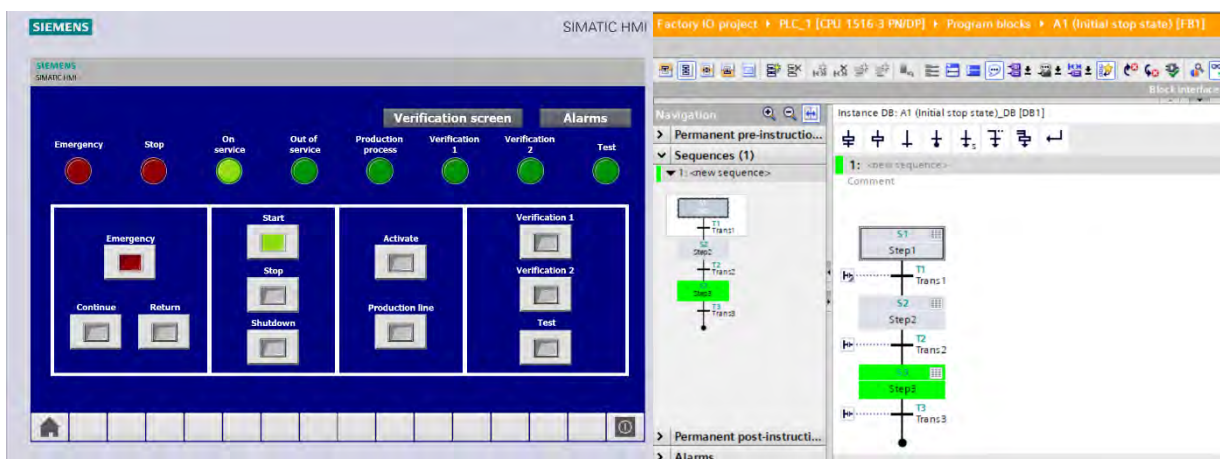 SIEMENS
SIMATIC HMI
SIEMENS
SIMATIC HMI
Verification screen
Alarms
Emergency
Stop
On
service
Out of
service
Production
process
Verification
1
Verification
2
Test
Emergency
Continue
Return
Start
Stop
Shutdown
Activate
Production line
Verification 1
Verification 2
Test
Factory IO project ▸ PLC_1 [CPU 1516-3 PN/DP] ▸ Program blocks ▸ A1 (Initial stop state) [FB1]
Block interface
Navigation
Permanent pre-instructio...
Sequences (1)
1: <new sequence>
T1
Trans1
S2
Step2
T2
Trans2
Step3
T3
Trans3
Permanent post-instructi...
Alarms
Instance DB: A1 (Initial stop state)_DB [DB1]
1: <new sequence>
Comment
S1
Step1
T1
Trans1
S2
Step2
T2
Trans2
S3
Step3
T3
Trans3